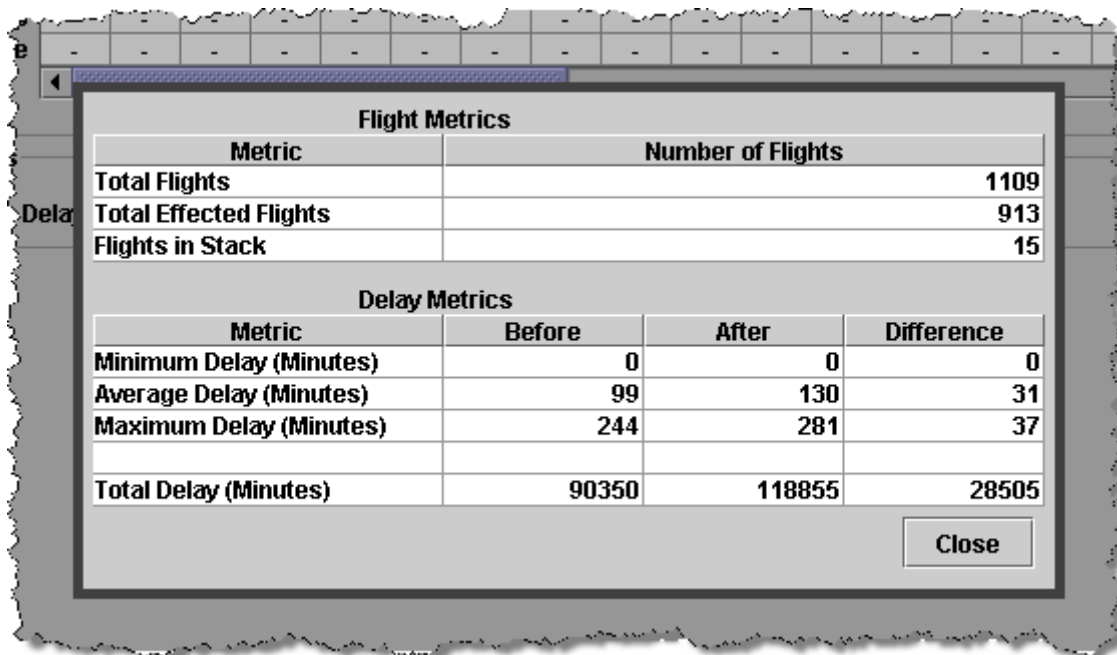 e - - - - - - - - - - - - - - - - - - - -
Flight Metrics
Metric Number of Flights
Total Flights 1109
Dela Total Effected Flights 913
Flights in Stack 15
Delay Metrics
Metric Before After Difference
Minimum Delay (Minutes) 0 0 0
Average Delay (Minutes) 99 130 31
Maximum Delay (Minutes) 244 281 37
Total Delay (Minutes) 90350 118855 28505
Close